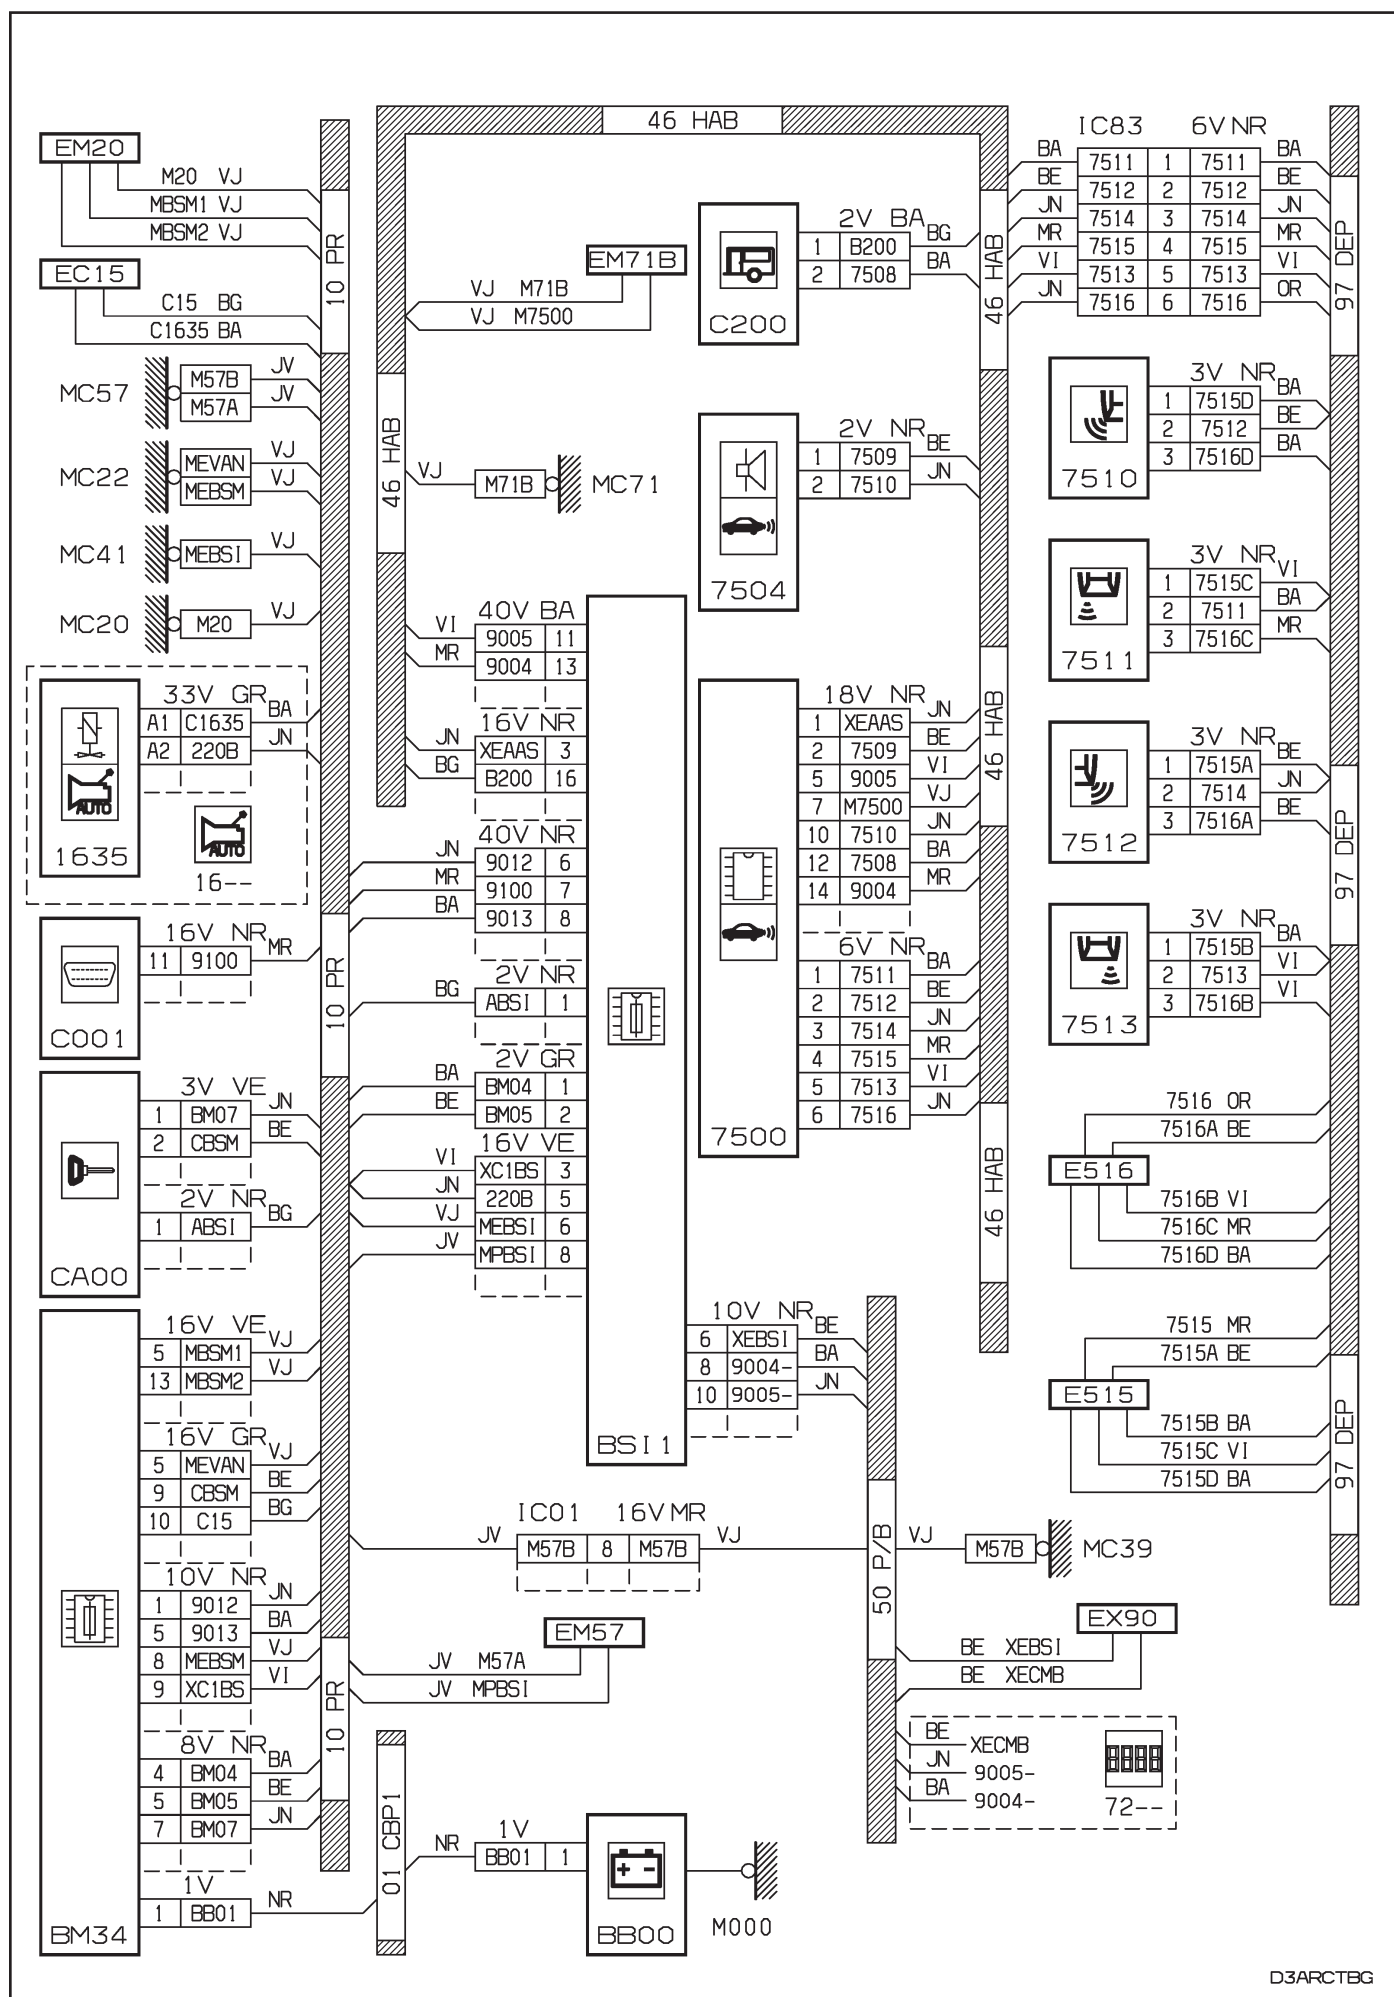 46 HAB
EM20
M20 VJ
MBSM1 VJ
MBSM2 VJ
10 PR
EC15
C15 BG
C1635 BA
MC57
M57B JV
M57A JV
MC22
MEVAN VJ
MEBSM VJ
MC41
MEBSI VJ
MC20
M20 VJ
33V GR
A1 C1635 BA
A2 220B JN
AUTO
1635
AUTO
16--
16V NR
11 9100 MR
C001
10 PR
3V VE
1 BM07 JN
2 CBSM BE
2V NR
1 ABSI BG
CA00
16V VE
5 MBSM1 VJ
13 MBSM2 VJ
16V GR
5 MEVAN VJ
9 CBSM BE
10 C15 BG
10V NR
1 9012 JN
5 9013 BA
8 MEBSM VJ
9 XC1BS VI
10 PR
8V NR
4 BM04 BA
5 BM05 BE
7 BM07 JN
1V
1 BB01 NR
BM34
EM71B
VJ M71B
VJ M7500
46 HAB
VJ M71B MC71
40V BA
VI 9005 11
MR 9004 13
16V NR
JN XEAAS 3
BG B200 16
40V NR
JN 9012 6
MR 9100 7
BA 9013 8
2V NR
BG ABSI 1
2V GR
BA BM04 1
BE BM05 2
16V VE
VI XC1BS 3
JN 220B 5
VJ MEBSI 6
JV MPBSI 8
10V NR
6 XEBSI BE
8 9004- BA
10 9005- JN
BSI1
IC01 16V MR
JV M57B 8 M57B VJ
EM57
JV M57A
JV MPBSI
01 CBP1
1V
NR BB01 1
+ -
BB00
M000
C200
2V BA
1 B200 BG
2 7508 BA
46 HAB
7504
2V NR
1 7509 BE
2 7510 JN
18V NR
1 XEAAS JN
2 7509 BE
5 9005 VI
7 M7500 VJ
10 7510 JN
12 7508 BA
14 9004 MR
46 HAB
6V NR
1 7511 BA
2 7512 BE
3 7514 JN
4 7515 MR
5 7513 VI
6 7516 JN
7500
46 HAB
50 P/B
VJ M57B MC39
EX90
BE XEBSI
BE XECMB
BE XECMB
JN 9005-
BA 9004-
8888
72--
IC83 6V NR
BA 7511 1 7511 BA
BE 7512 2 7512 BE
JN 7514 3 7514 JN
MR 7515 4 7515 MR
VI 7513 5 7513 VI
JN 7516 6 7516 OR
97 DEP
3V NR
1 7515D BA
2 7512 BE
3 7516D BA
7510
3V NR
1 7515C VI
2 7511 BA
3 7516C MR
7511
3V NR
1 7515A BE
2 7514 JN
3 7516A BE
7512
97 DEP
3V NR
1 7515B BA
2 7513 VI
3 7516B VI
7513
7516 OR
7516A BE
E516
7516B VI
7516C MR
7516D BA
7515 MR
7515A BE
E515
7515B BA
7515C VI
7515D BA
97 DEP
D3ARCTBG